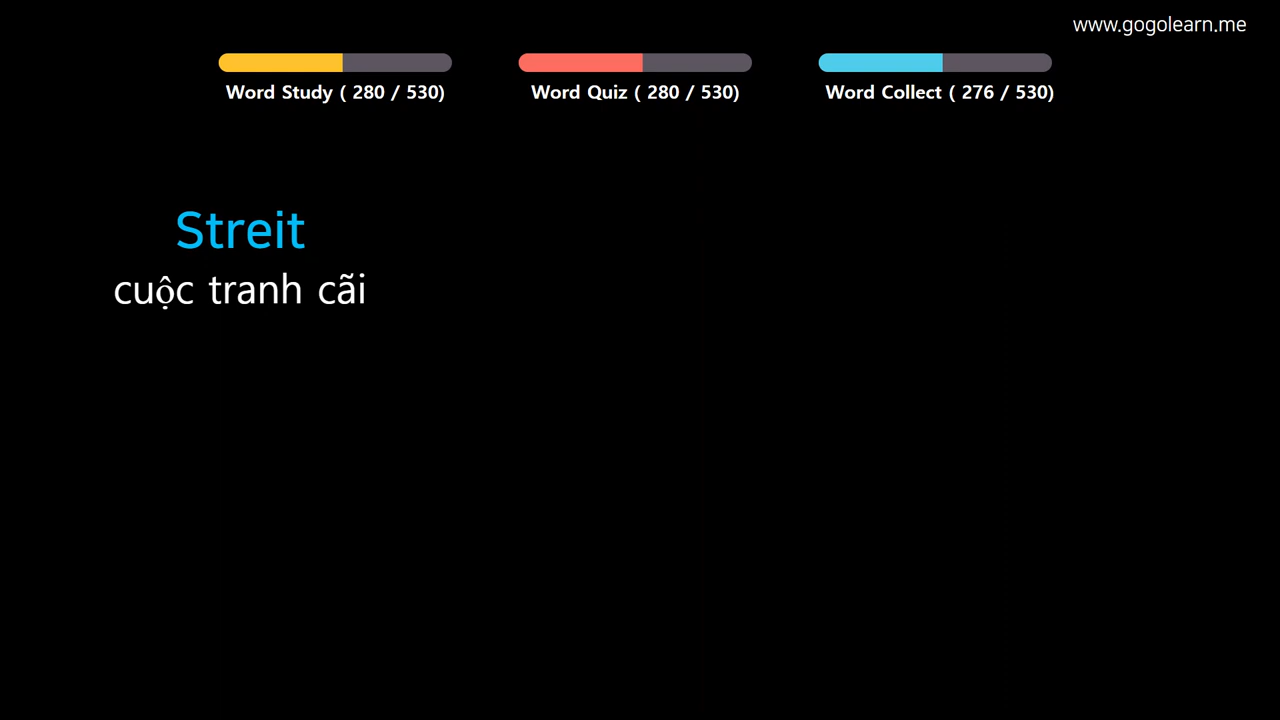 www.gogolearn.me
Word Study ( 280 / 530)
Word Quiz ( 280 / 530)
Word Collect ( 276 / 530)
Streit
cuộc tranh cãi